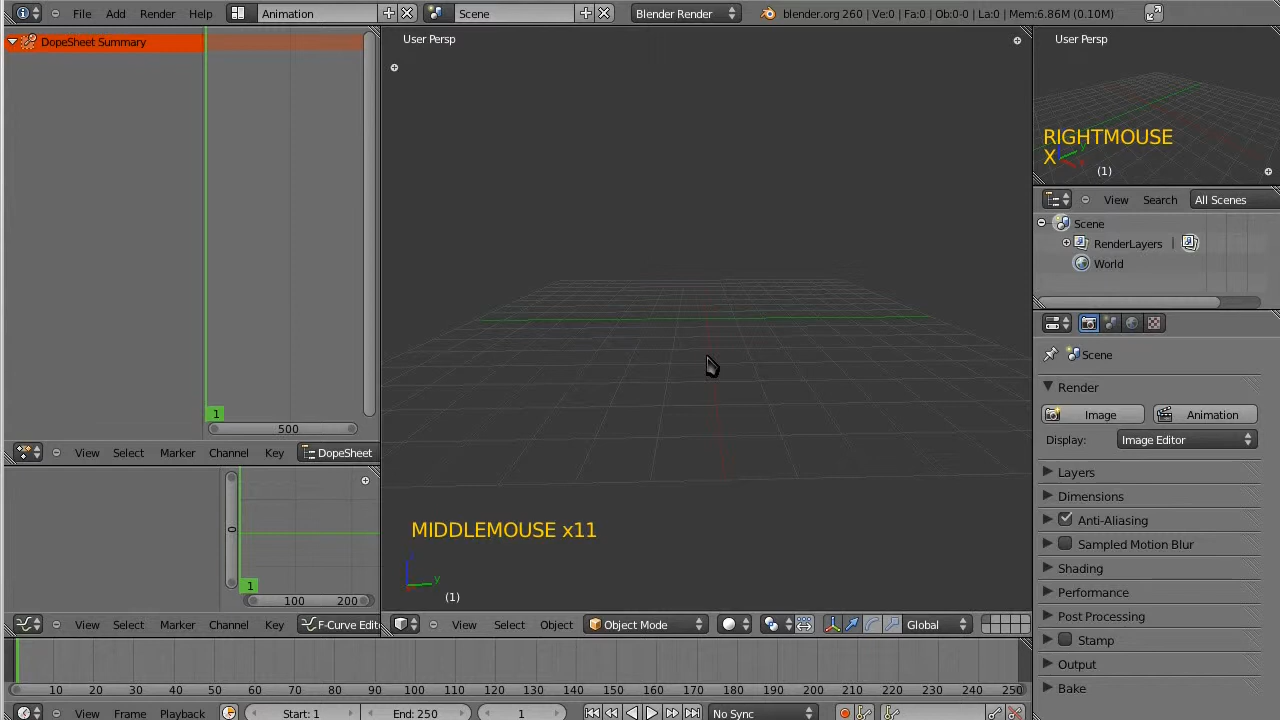 File Add Render Help Animation Scene Blender Render blender.org 260 | Ve:0 | Fa:0 | Ob:0-0 | La:0 | Mem:6.86M (0.10M)
DopeSheet Summary
1
500
View Select Marker Channel Key DopeSheet
1
100 200
View Select Marker Channel Key F-Curve Edit
User Persp
MIDDLEMOUSE x11
y
(1)
View Select Object Object Mode Global
User Persp
RIGHTMOUSE
X
y
(1)
View Search All Scenes
Scene
RenderLayers |
World
Scene
Render
Image Animation
Display: Image Editor
Layers
Dimensions
Anti-Aliasing
Sampled Motion Blur
Shading
Performance
Post Processing
Stamp
Output
Bake
10 20 30 40 50 60 70 80 90 100 110 120 130 140 150 160 170 180 190 200 210 220 230 240 250
View Frame Playback Start: 1 End: 250 1 No Sync